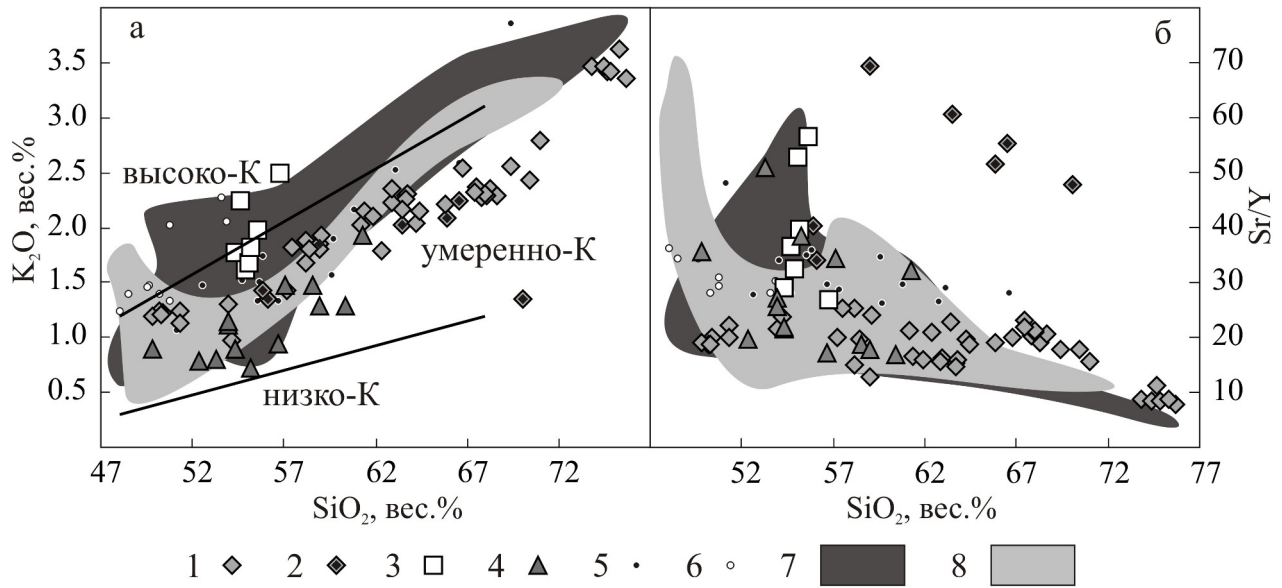 а
б
3.5
3.0
2.5
2.0
1.5
1.0
0.5
K₂O, вес.%
высоко-К
умеренно-К
низко-К
70
60
50
40
30
20
10
Sr/Y
47 52 57 62 67 72
52 57 62 67 72 77
SiO₂, вес.%
SiO₂, вес.%
1 2 3 4 5 6 7 8